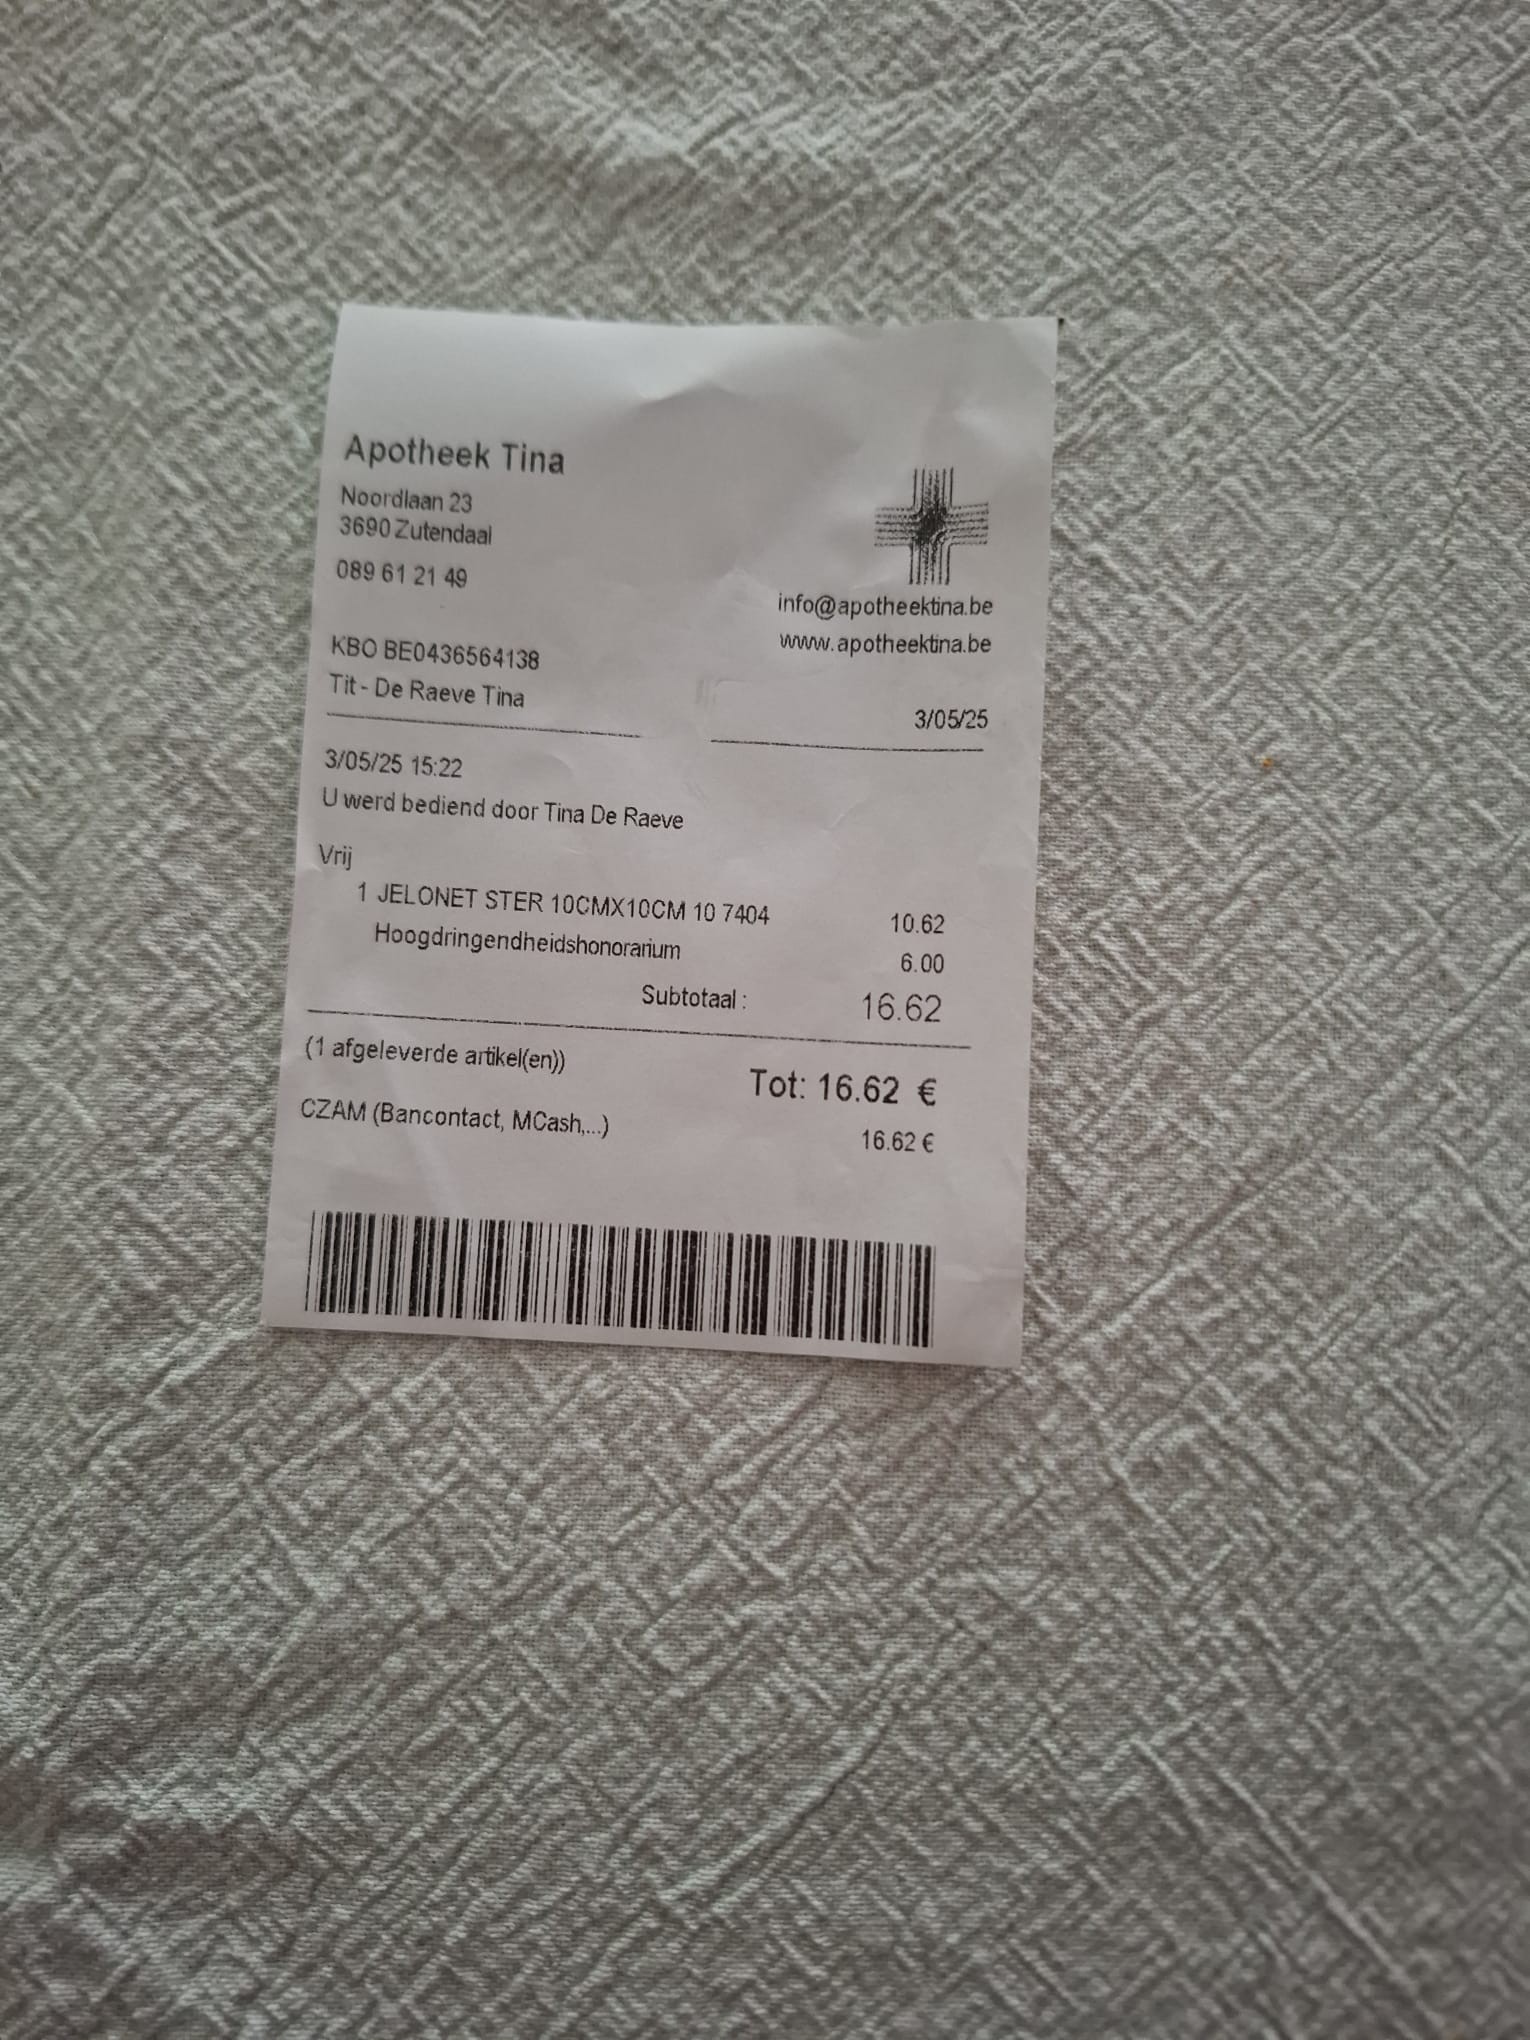 Apotheek Tina
Noordlaan 23
3690 Zutendaal
089 61 21 49
info@apotheektina.be
www.apotheektina.be
KBO BE0436564138
Tit - De Raeve Tina
3/05/25
3/05/25 15:22
U werd bediend door Tina De Raeve
Vrij
1 JELONET STER 10CMX10CM 10 7404 10.62
Hoogdringendheidshonorarium 6.00
Subtotaal : 16.62
(1 afgeleverde artikel(en))
Tot: 16.62 €
CZAM (Bancontact, MCash,...) 16.62 €